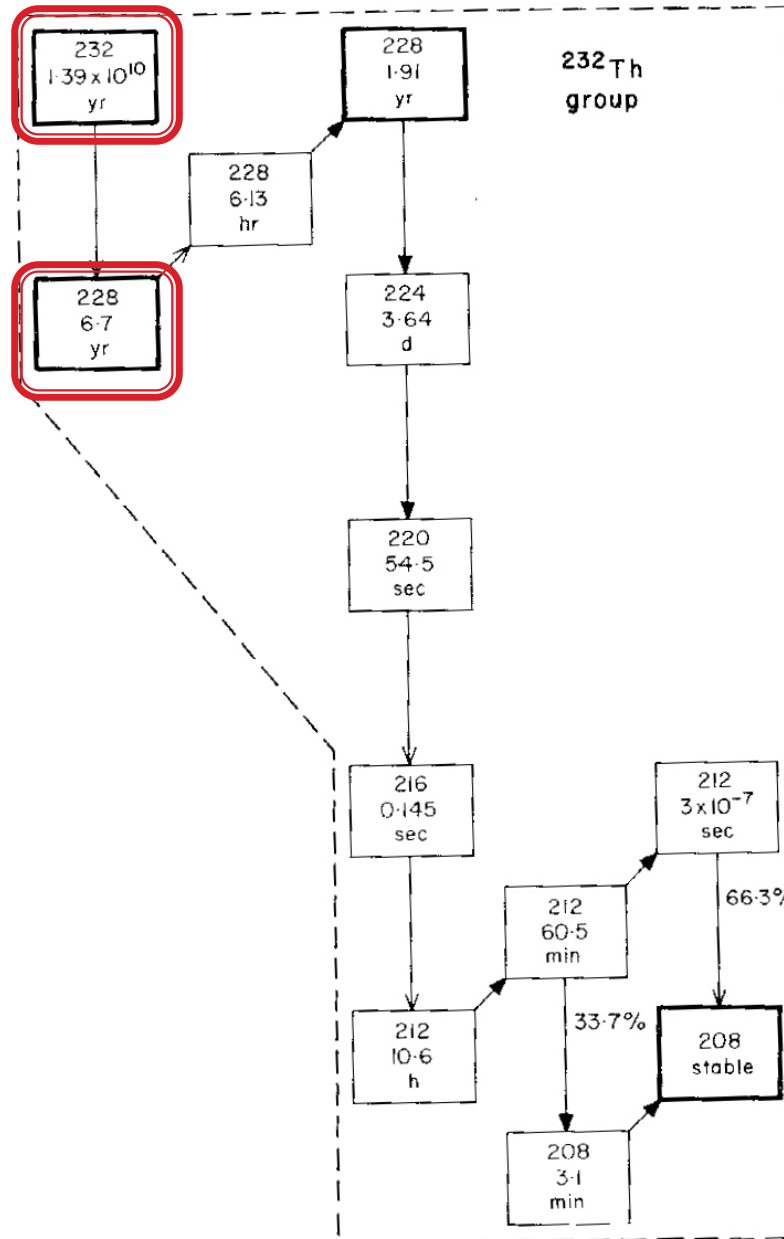 232
1·39 x 10¹⁰
yr
228
1·91
yr
²³²Th
group
228
6·13
hr
228
6·7
yr
224
3·64
d
220
54·5
sec
216
0·145
sec
212
3 x 10⁻⁷
sec
212
60·5
min
66·3%
212
10·6
h
33·7%
208
stable
208
3·1
min